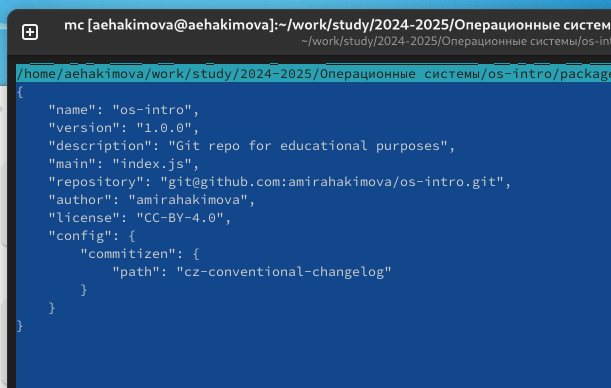 mc [aehakimova@aehakimova]:~/work/study/2024-2025/Операционные систем
~/work/study/2024-2025/Операционные системы/os-int
/home/aehakimova/work/study/2024-2025/Операционные системы/os-intro/packag
{
    "name": "os-intro",
    "version": "1.0.0",
    "description": "Git repo for educational purposes",
    "main": "index.js",
    "repository": "git@github.com:amirahakimova/os-intro.git",
    "author": "amirahakimova",
    "license": "CC-BY-4.0",
    "config": {
        "commitizen": {
            "path": "cz-conventional-changelog"
        }
    }
}